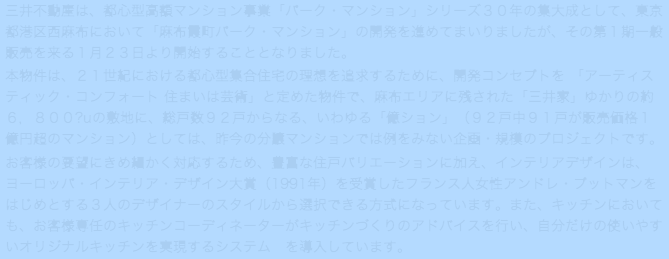 三井不動産は、都心型高額マンション事業「パーク・マンション」シリーズ３０年の集大成として、東京
都港区西麻布において「麻布霞町パーク・マンション」の開発を進めてまいりましたが、その第１期一般
販売を来る１月２３日より開始することとなりました。
本物件は、２１世紀における都心型集合住宅の理想を追求するために、開発コンセプトを 「アーティス
ティック・コンフォート 住まいは芸術」と定めた物件で、麻布エリアに残された「三井家」ゆかりの約
６，８００?uの敷地に、総戸数９２戸からなる、いわゆる「億ション」（９２戸中９１戸が販売価格１
億円超のマンション）としては、昨今の分譲マンションでは例をみない企画・規模のプロジェクトです。
お客様の要望にきめ細かく対応するため、豊富な住戸バリエーションに加え、インテリアデザインは、
ヨーロッパ・インテリア・デザイン大賞（1991年）を受賞したフランス人女性アンドレ・プットマンを
はじめとする３人のデザイナーのスタイルから選択できる方式になっています。また、キッチンにおいて
も、お客様専任のキッチンコーディネーターがキッチンづくりのアドバイスを行い、自分だけの使いやす
いオリジナルキッチンを実現するシステム　を導入しています。